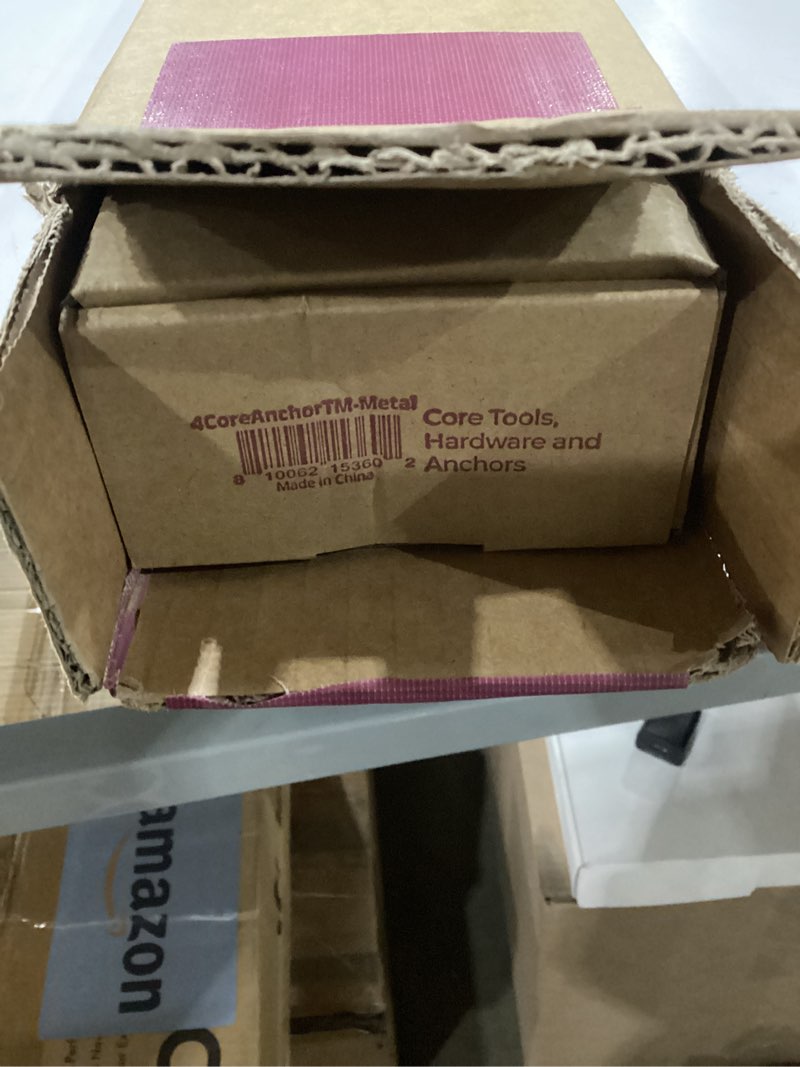 4CoreAnchorTM-Metal
8 10062 15360 2
Made in China
Core Tools,
Hardware and
Anchors
amazon